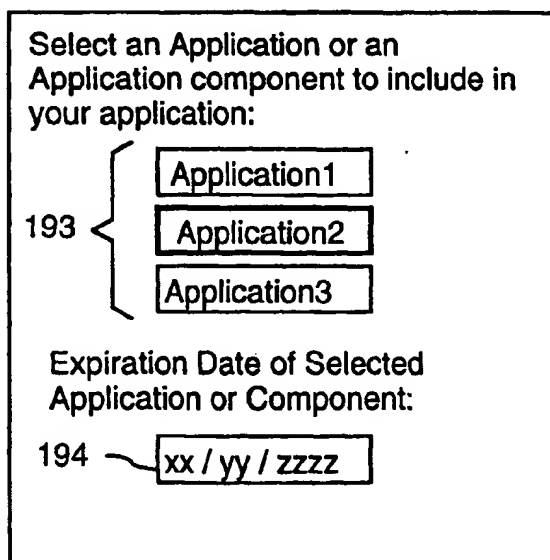 Select an Application or an
Application component to include in
your application:
Application1
193
Application2
Application3
Expiration Date of Selected
Application or Component:
194
xx / yy / zzzz